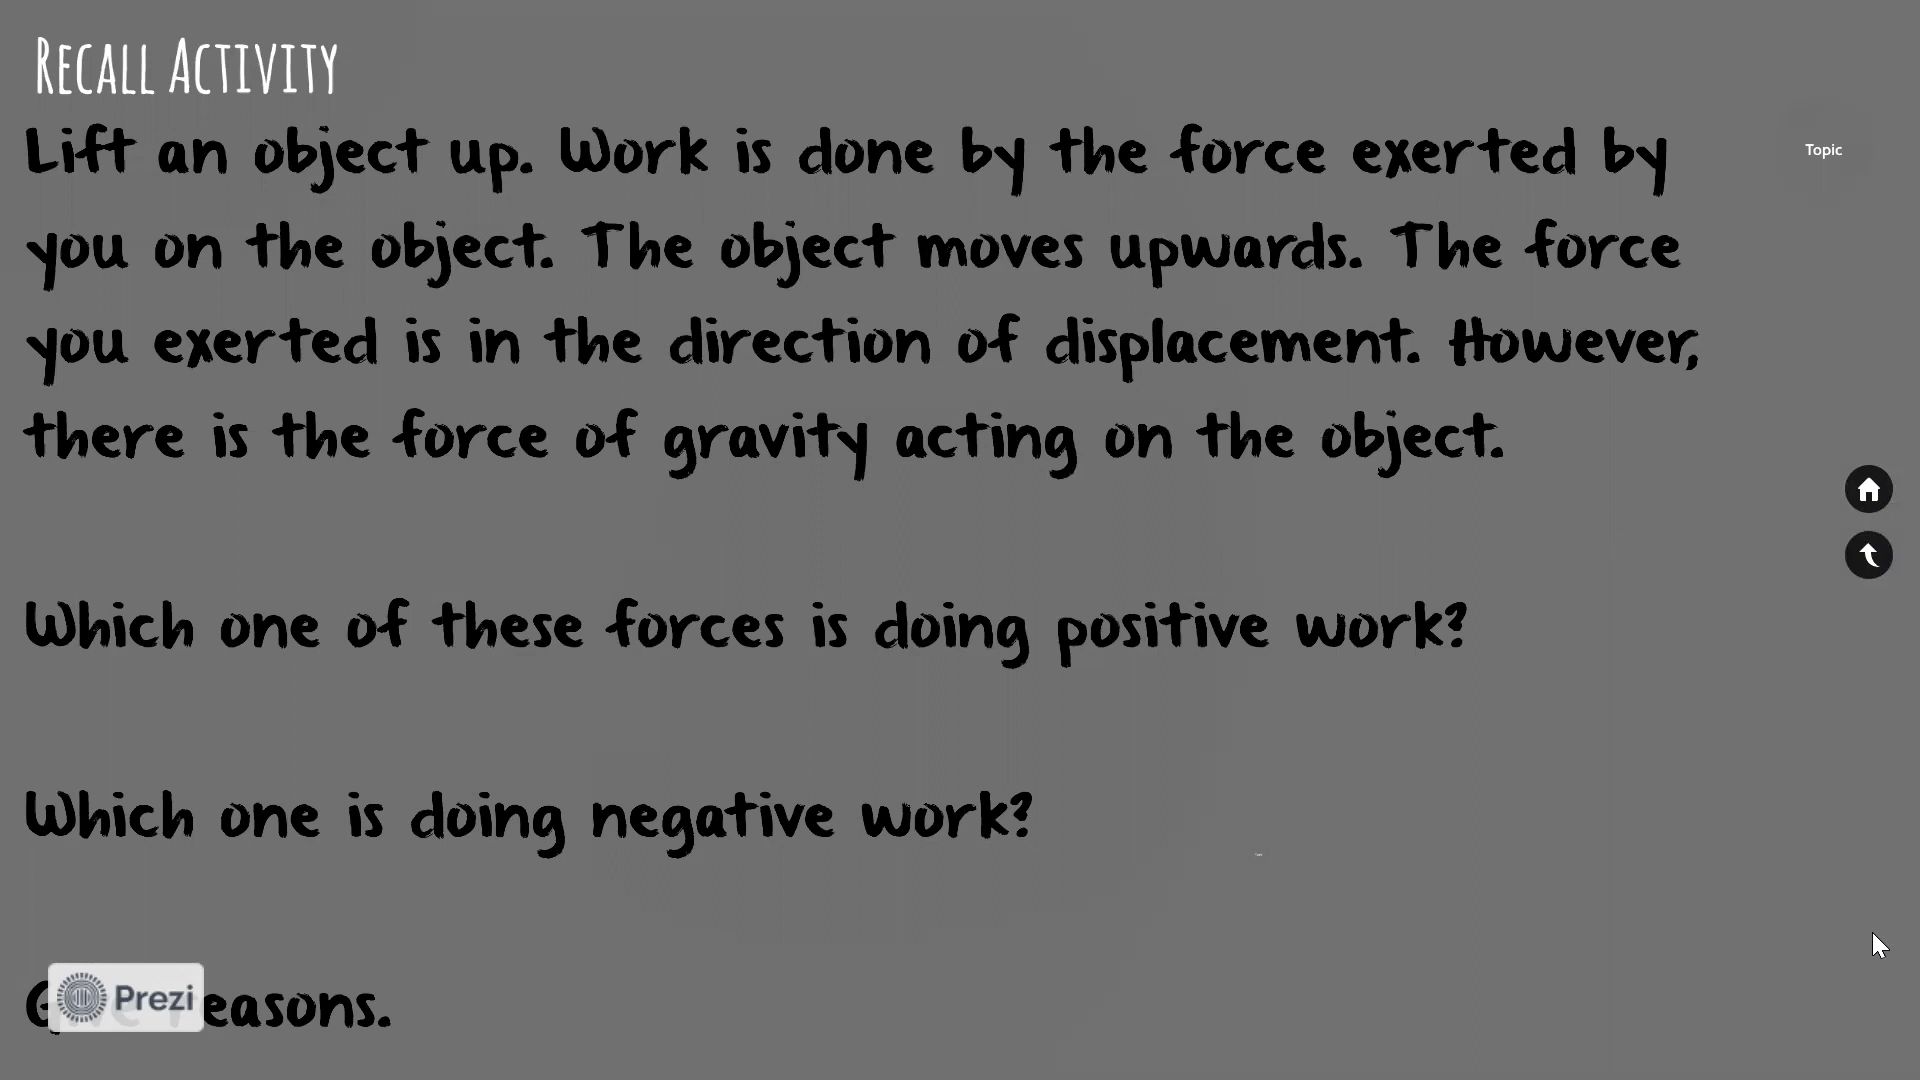 Recall Activity
Lift an object up. Work is done by the force exerted by
Topic
you on the object. The object moves upwards. The force
you exerted is in the direction of displacement. However,
there is the force of gravity acting on the object.
Which one of these forces is doing positive work?
Which one is doing negative work?
Give reasons.
Prezi